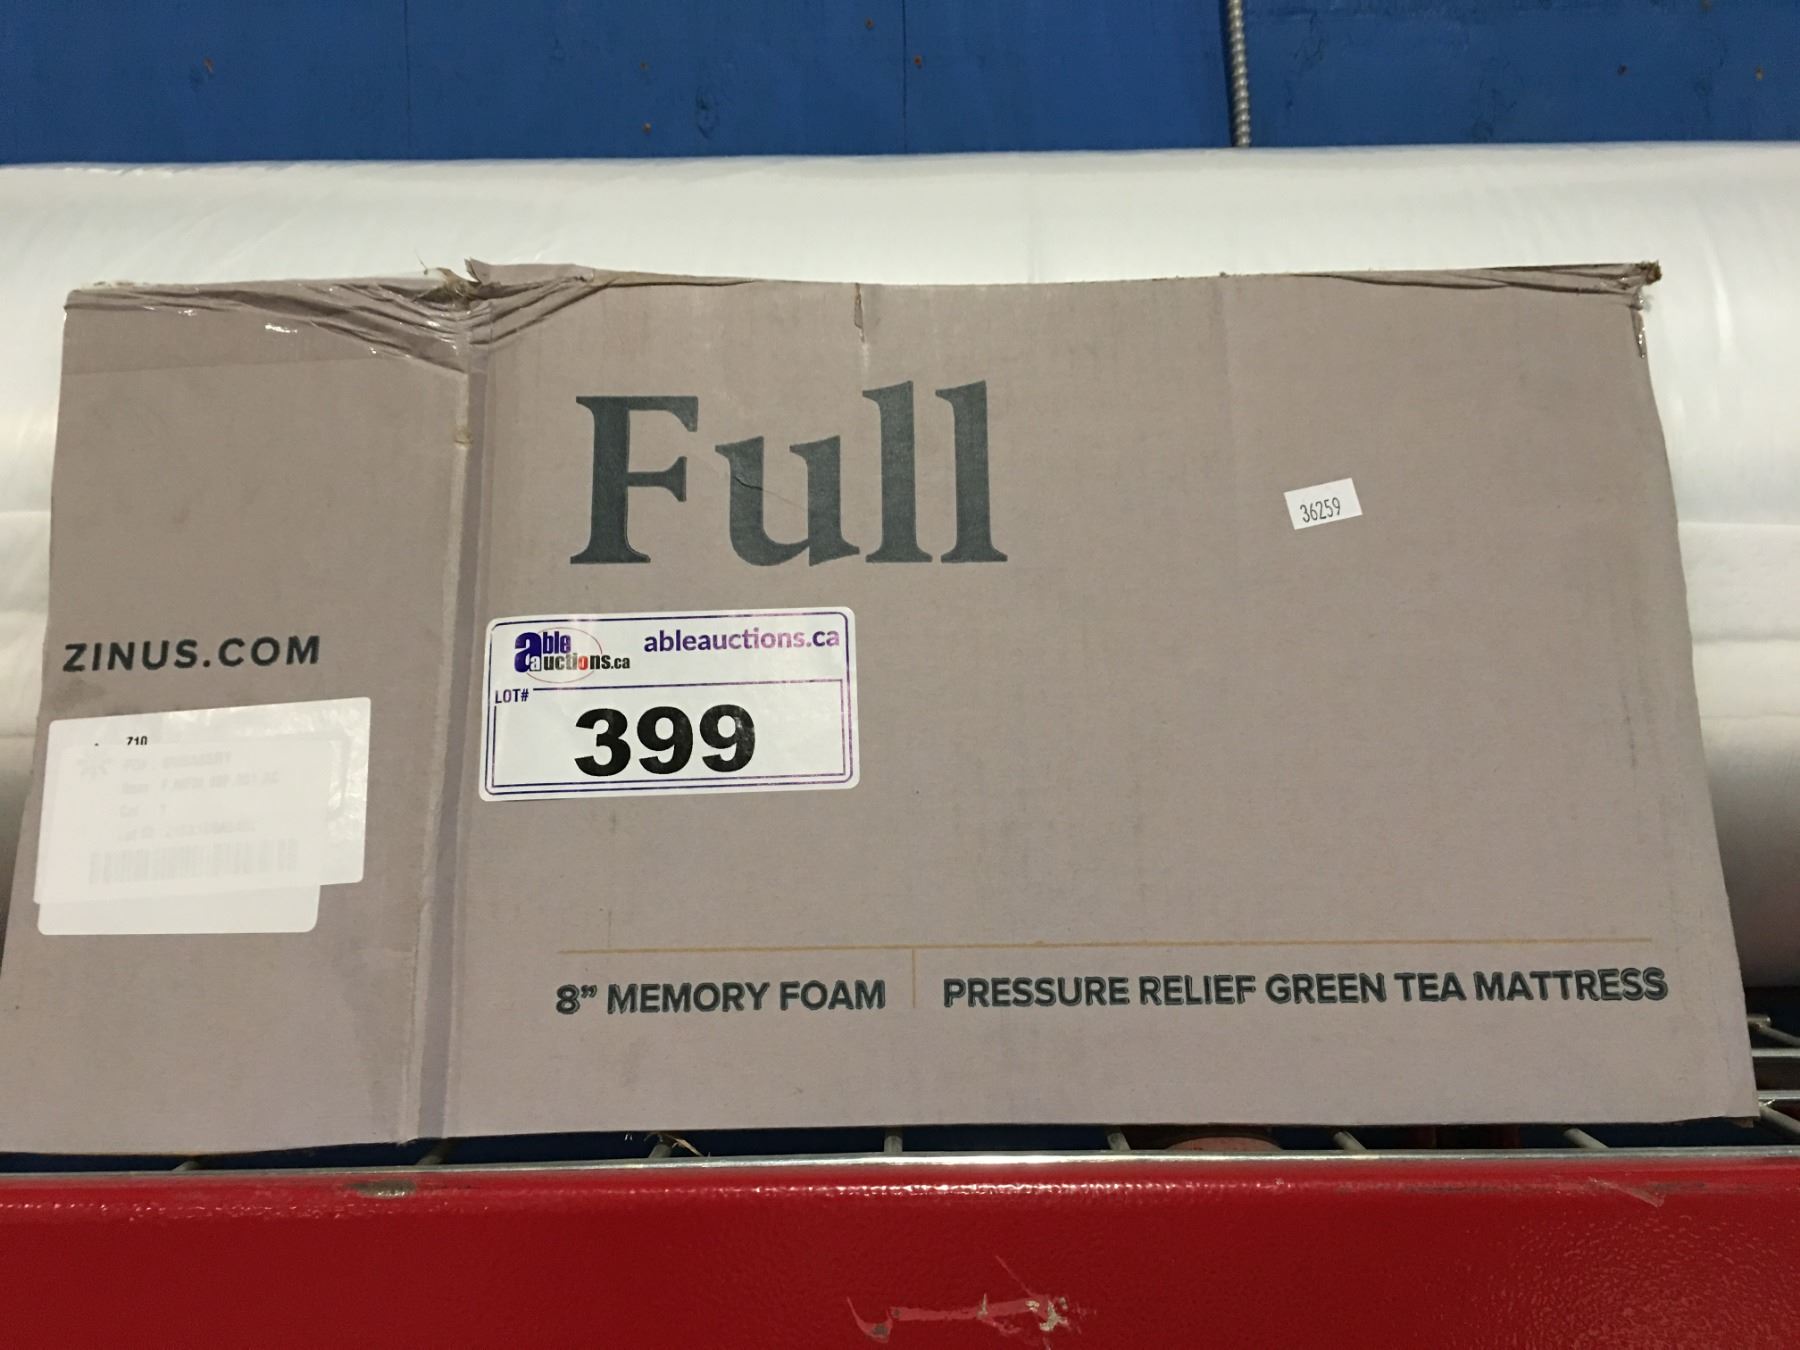 Full
36259
able auctions.ca
ableauctions.ca
LOT#
399
ZINUS.COM
710
8” MEMORY FOAM
PRESSURE RELIEF GREEN TEA MATTRESS